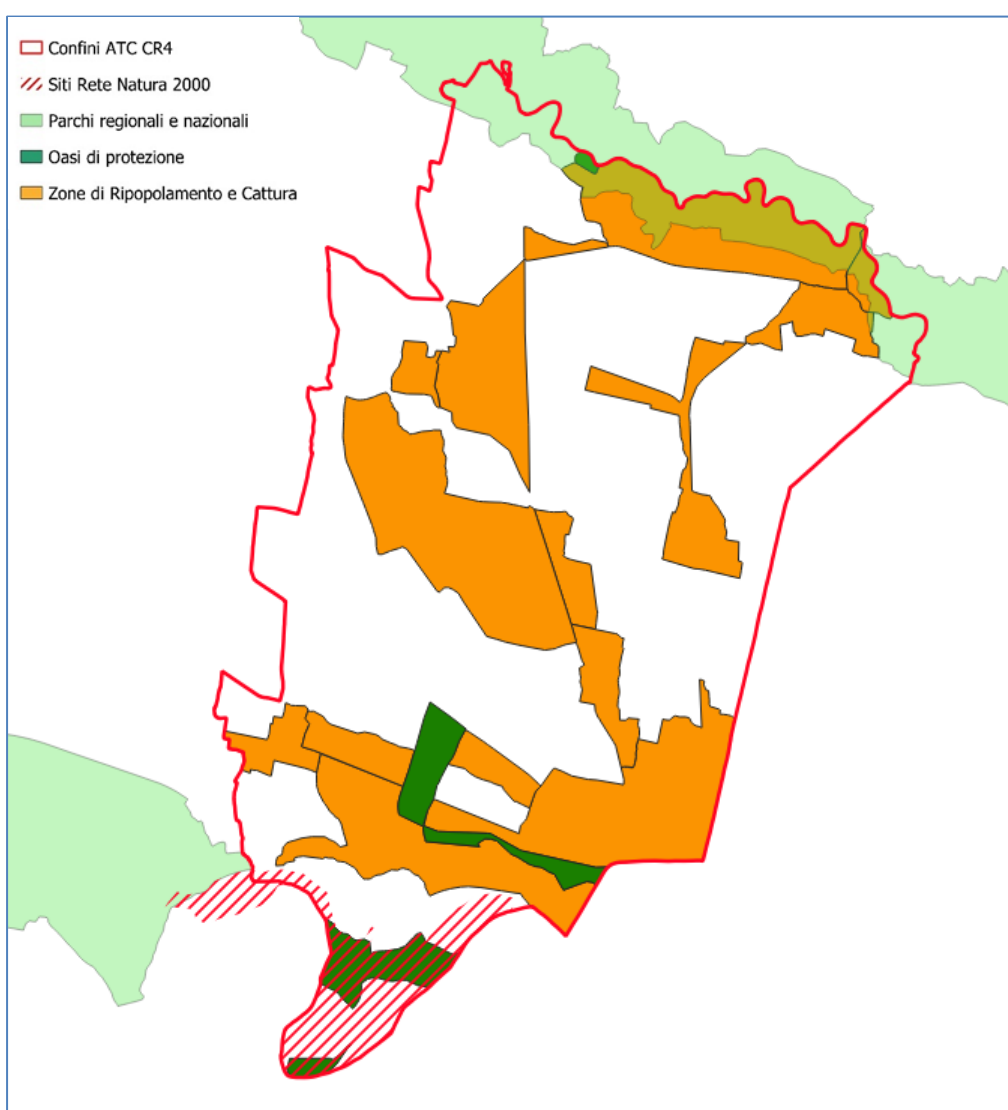 Confini ATC CR4
Siti Rete Natura 2000
Parchi regionali e nazionali
Oasi di protezione
Zone di Ripopolamento e Cattura